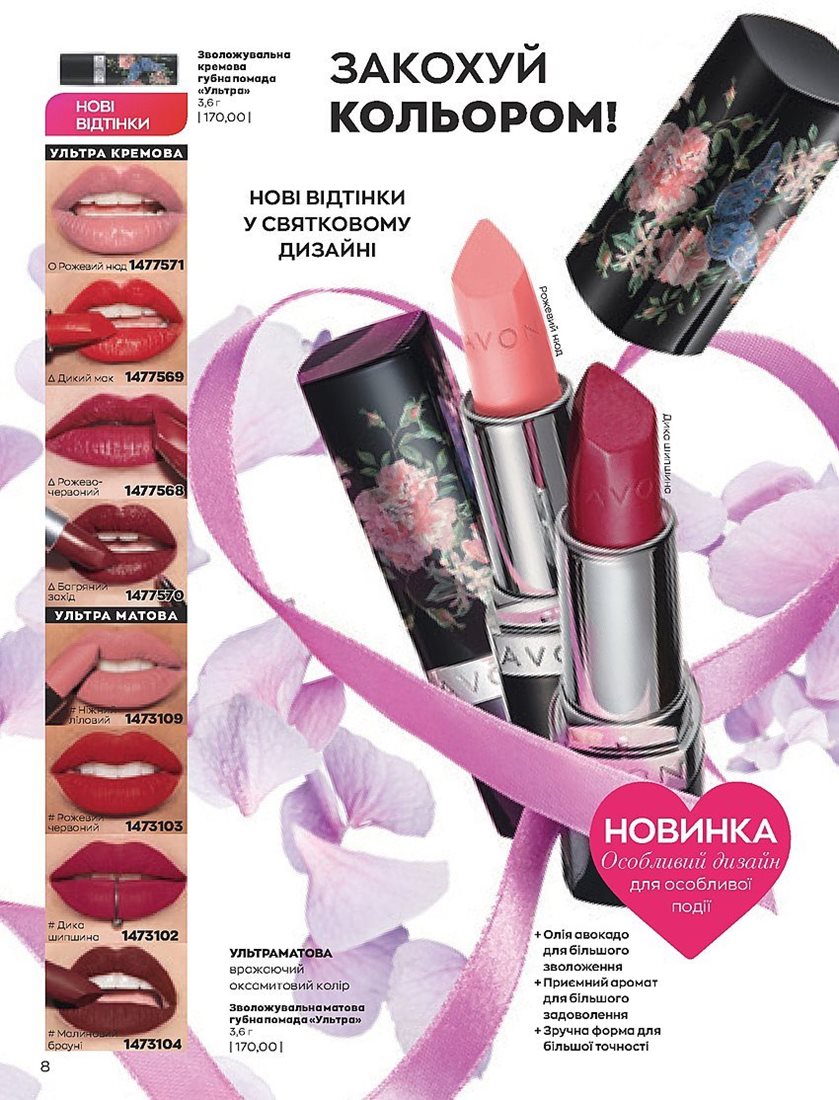 Зволожувальна
кремова
губна помада
«Ультра»
3,6 г
|170,00|
ЗАКОХУЙ
КОЛЬОРОМ!
НОВІ
ВІДТІНКИ
УЛЬТРА КРЕМОВА
О Рожевий нюд 1477571
Δ Дикий мак 1477569
Δ Рожево-
червоний 1477568
Δ Багряний
захід 1477570
УЛЬТРА МАТОВА
# Ніжний
ліловий 1473109
# Рожевий
червоний 1473103
# Дика
шипшина 1473102
# Малиновий
брауні 1473104
НОВІ ВІДТІНКИ
У СВЯТКОВОМУ
ДИЗАЙНІ
Рожевий нюд
Дика шипшина
AVON
AVON
AVON
AVON
НОВИНКА
Особливий дизайн
для особливої
події
УЛЬТРАМАТОВА
вражаючий
оксамитовий колір
Зволожувальна матова
губна помада «Ультра»
3,6 г
|170,00|
+ Олія авокадо
для більшого
зволоження
+ Приємний аромат
для більшого
задоволення
+ Зручна форма для
більшої точності
8